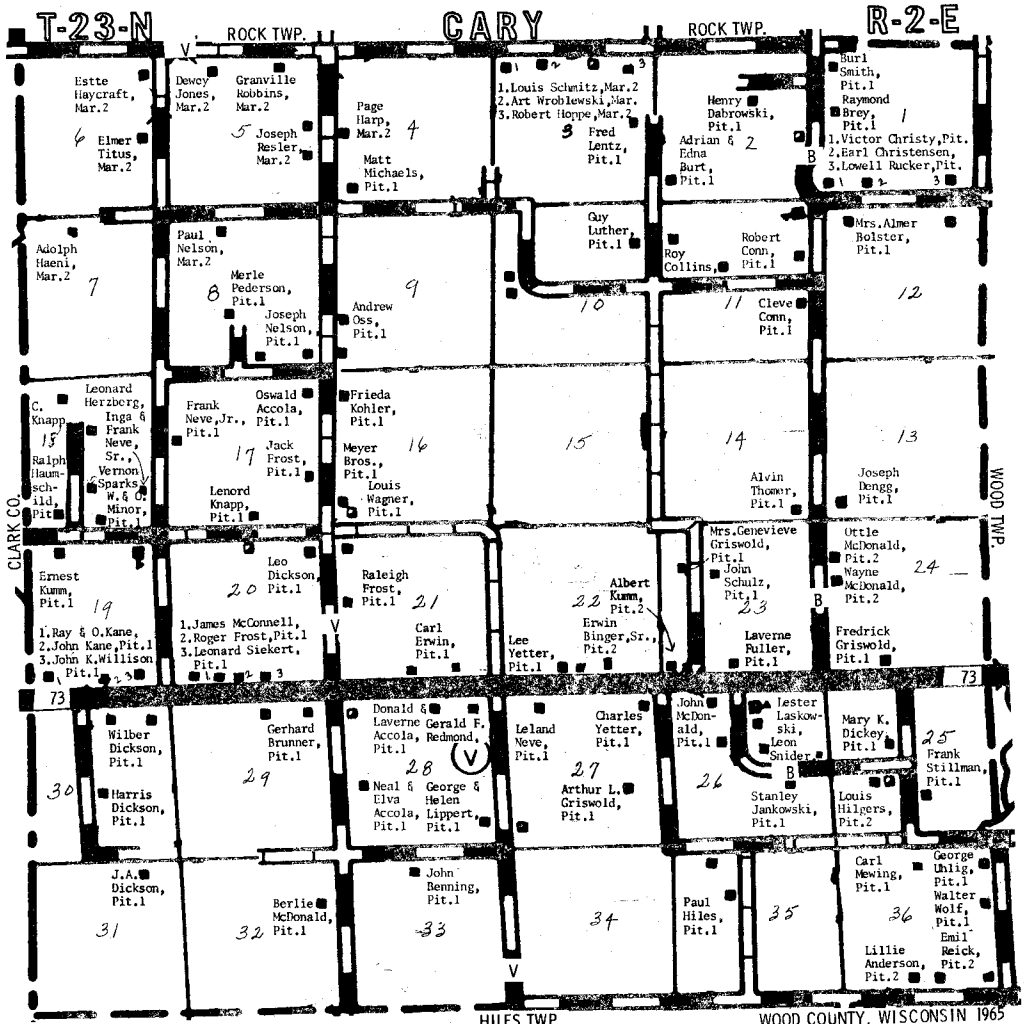 T-23-N
CARY
R-2-E
ROCK TWP.
ROCK TWP.
V
Estte
Haycraft,
Mar.2
6
Elmer
Titus,
Mar.2
Dewey
Jones,
Mar.2
Granville
Robbins,
Mar.2
5
Joseph
Resler,
Mar.2
Page
Harp,
Mar.2
4
Matt
Michaels,
Pit.1
1 2 3
1.Louis Schmitz,Mar.2
2.Art Wroblewski,Mar.
3.Robert Hoppe,Mar.2
3
Fred
Lentz,
Pit.1
Henry
Dabrowski,
Pit.1
Adrian &
Edna
Burt,
Pit.1
2
B
Burl
Smith,
Pit.1
Raymond
Brey,
Pit.1
1
1.Victor Christy,Pit.
2.Earl Christensen,
3.Lowell Rucker,Pit.
1 2 3
Adolph
Haeni,
Mar.2
7
Paul
Nelson,
Mar.2
8
Merle
Pederson,
Pit.1
Joseph
Nelson,
Pit.1
9
Andrew
Oss,
Pit.1
Guy
Luther,
Pit.1
10
Roy
Collins,
Robert
Conn,
Pit.1
11
Cleve
Conn,
Pit.1
Mrs.Almer
Bolster,
Pit.1
12
Leonard
Herzberg,
C.
Knapp
Inga &
Frank
Neve,
Sr.,
18
Ralph
Haum-
sch-
ild,
Pit
Vernon
Sparks
W.& O.
Minor,
Pit.1
Frank
Neve,Jr.,
Pit.1
Oswald
Accola,
Pit.1
17
Jack
Frost,
Pit.1
Lenord
Knapp,
Pit.1
Frieda
Kohler,
Pit.1
16
Meyer
Bros.,
Pit.1
Louis
Wagner,
Pit.1
15
14
Alvin
Thomer,
Pit.1
13
Joseph
Dengg,
Pit.1
CLARK CO.
WOOD TWP.
Ernest
Kumm,
Pit.1
19
1.Ray & O.Kane,
2.John Kane,Pit.1
3.John K.Willison
Pit.1
1 2 3
20
Leo
Dickson,
Pit.1
1.James McConnell,
2.Roger Frost,Pit.1
3.Leonard Siekert,
Pit.1
1 2 3
V
Raleigh
Frost,
Pit.1
21
Carl
Erwin,
Pit.1
Lee
Yetter,
Pit.1
22
Albert
Kumm,
Pit.2
Erwin
Binger,Sr.,
Pit.2
Mrs.Genevieve
Griswold,
Pit.1
John
Schulz,
Pit.1
23
Laverne
Fuller,
Pit.1
B
Ottle
McDonald,
Pit.2
Wayne
McDonald,
Pit.2
24
Fredrick
Griswold,
Pit.1
73
73
Wilber
Dickson,
Pit.1
30
Harris
Dickson,
Pit.1
Gerhard
Brunner,
Pit.1
29
Donald &
Laverne
Accola,
Pit.1
Gerald F.
Redmond,
V
28
Neal &
Elva
Accola,
Pit.1
George &
Helen
Lippert,
Pit.1
Leland
Neve,
Pit.1
Charles
Yetter,
Pit.1
27
Arthur L.
Griswold,
Pit.1
John
McDon-
ald,
Pit.1
26
Lester
Laskow-
ski,
Leon
Snider
B
Stanley
Jankowski,
Pit.1
Mary K.
Dickey,
Pit.1
Louis
Hilgers,
Pit.2
25
Frank
Stillman,
Pit.1
J.A.
Dickson,
Pit.1
31
Berlie
McDonald,
Pit.1
32
John
Benning,
Pit.1
33
34
V
Paul
Hiles,
Pit.1
35
Carl
Mewing,
Pit.1
George
Uhlig,
Pit.1
Walter
Wolf,
Pit.1
36
Emil
Reick,
Pit.2
Lillie
Anderson,
Pit.2
HILES TWP.
WOOD COUNTY, WISCONSIN 1965